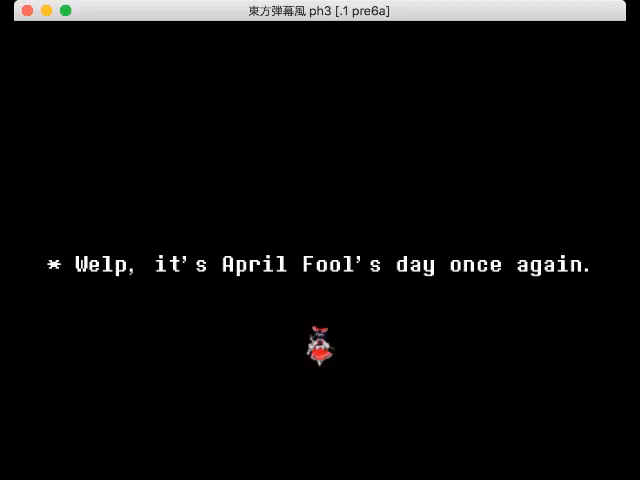 東方弾幕風 ph3 [.1 pre6a]
* Welp, it's April Fool's day once again.